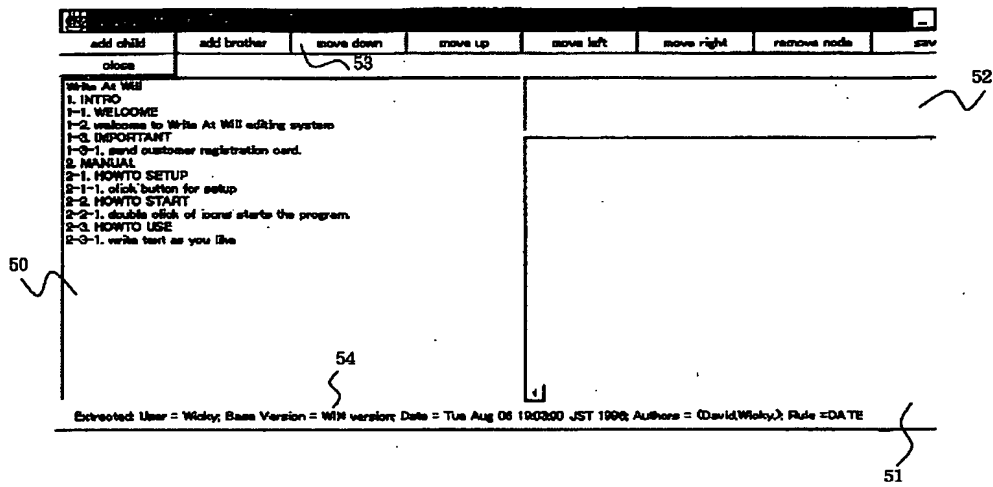 add child add brother move down move up move left move right remove node sav
close
53
52
Write At Will
1. INTRO
1-1. WELCOME
1-2. welcome to Write At Will editing system
1-3. IMPORTANT
1-3-1. send customer registration card.
2. MANUAL
2-1. HOWTO SETUP
2-1-1. click button for setup
2-2. HOWTO START
2-2-1. double click of icons starts the program.
2-3. HOWTO USE
2-3-1. write text as you like
50
54
Extracted: User = Wicky; Base Version = WIN version; Date = Tue Aug 06 19:03:00 JST 1996; Authors = {David,Wicky,}; Rule =DATE
51